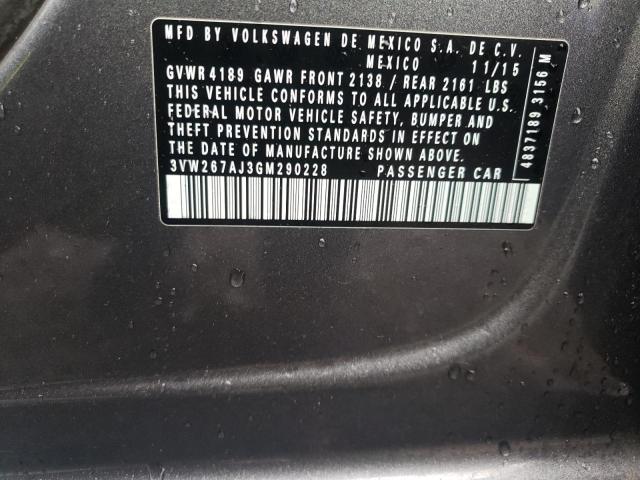 MFD BY VOLKSWAGEN DE MEXICO S.A. DE C.V.
MEXICO 11/15
GVWR 4189 GAWR FRONT 2138 / REAR 2161 LBS
THIS VEHICLE CONFORMS TO ALL APPLICABLE U.S.
FEDERAL MOTOR VEHICLE SAFETY, BUMPER AND
THEFT PREVENTION STANDARDS IN EFFECT ON
THE DATE OF MANUFACTURE SHOWN ABOVE.
3VW267AJ3GM290228 PASSENGER CAR
4837189 3156 M